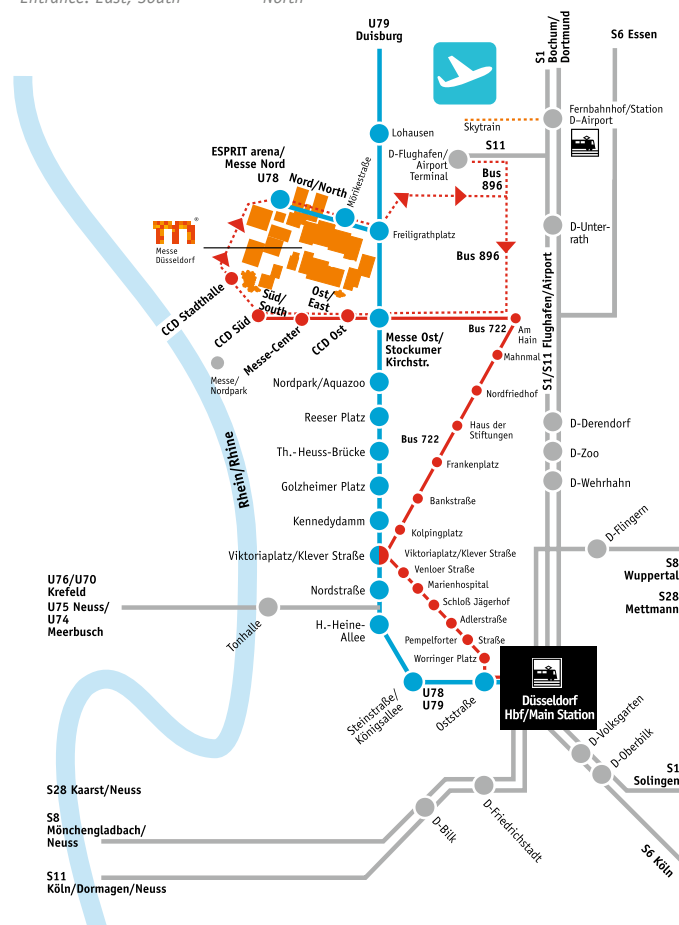 U79
Duisburg
S1
Bochum/
Dortmund
S6 Essen
Fernbahnhof/Station
D–Airport
Skytrain
Lohausen
S11
D-Flughafen/
Airport
Terminal
ESPRIT arena/
Messe Nord
U78
Nord/North
Mörikestraße
Bus
896
®
Messe
Düsseldorf
Freiligrathplatz
D-Unter-
rath
Bus 896
CCD Stadthalle
Süd/
South
Ost/
East
CCD Süd
Messe-Center
CCD Ost
Messe Ost/
Stockumer
Kirchstr.
Bus 722
Am
Hain
S1/S11 Flughafen/Airport
Mahnmal
Messe/
Nordpark
Nordpark/Aquazoo
Nordfriedhof
Reeser Platz
Haus der
Stiftungen
D-Derendorf
Bus 722
Th.-Heuss-Brücke
D-Zoo
Frankenplatz
Rhein/Rhine
Golzheimer Platz
D-Wehrhahn
Bankstraße
Kennedydamm
Kolpingplatz
D-Flingern
Viktoriaplatz/Klever Straße
Viktoriaplatz/Klever Straße
Venloer Straße
S8
Wuppertal
S28
Mettmann
U76/U70
Krefeld
U75 Neuss/
U74
Meerbusch
Nordstraße
Marienhospital
Schloß Jägerhof
Tonhalle
H.-Heine-
Allee
Adlerstraße
Pempelforter Straße
Worringer Platz
Steinstraße/
Königsallee
U78
U79
Oststraße
Düsseldorf
Hbf/Main Station
D-Volksgarten
D-Oberbilk
S1
Solingen
S28 Kaarst/Neuss
S8
Mönchengladbach/
Neuss
D-Bilk
D-Friedrichstadt
S6 Köln
S11
Köln/Dormagen/Neuss